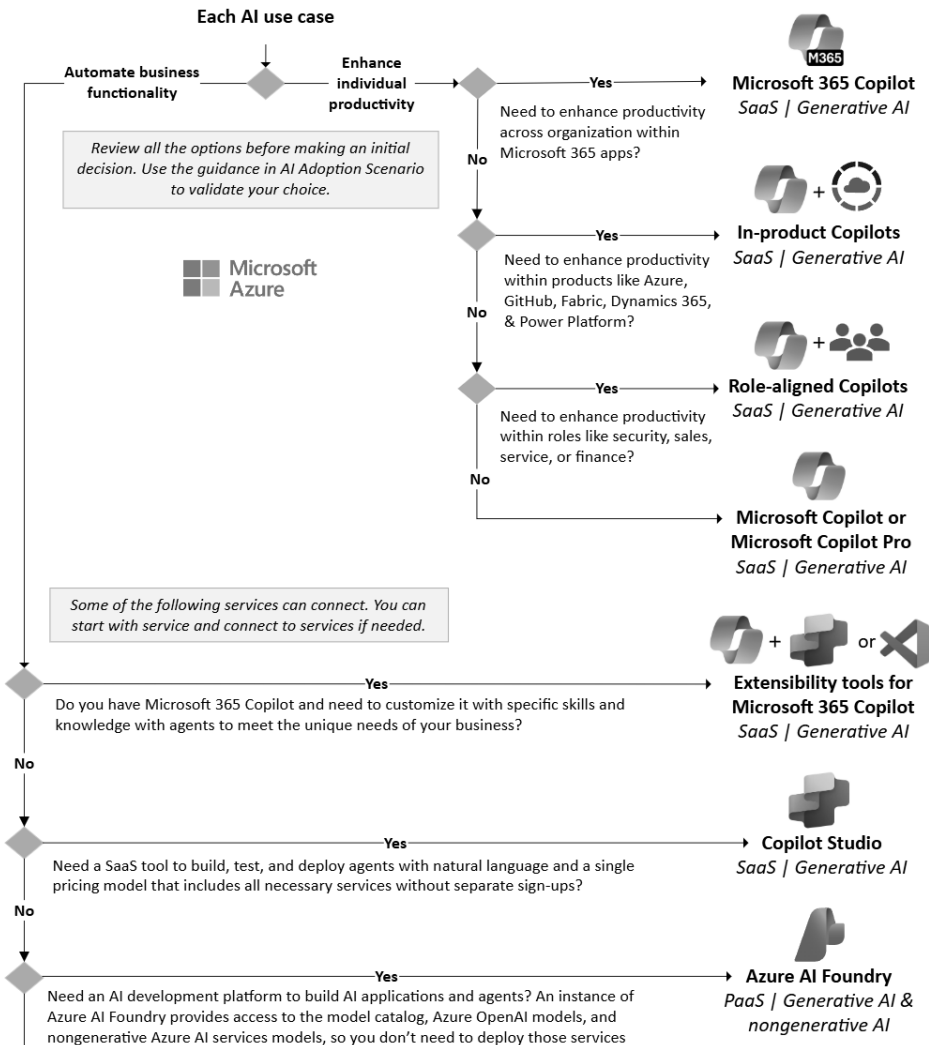 Each AI use case
Automate business
functionality
Enhance
individual
productivity
Yes
M365
Microsoft 365 Copilot
SaaS | Generative AI
Need to enhance productivity
across organization within
Microsoft 365 apps?
Review all the options before making an initial
decision. Use the guidance in AI Adoption Scenario
to validate your choice.
No
Microsoft
Azure
Yes
+
In-product Copilots
SaaS | Generative AI
Need to enhance productivity
within products like Azure,
GitHub, Fabric, Dynamics 365,
& Power Platform?
No
Yes
+
Role-aligned Copilots
SaaS | Generative AI
Need to enhance productivity
within roles like security, sales,
service, or finance?
No
Microsoft Copilot or
Microsoft Copilot Pro
SaaS | Generative AI
Some of the following services can connect. You can
start with service and connect to services if needed.
+ or
Yes
Extensibility tools for
Microsoft 365 Copilot
SaaS | Generative AI
Do you have Microsoft 365 Copilot and need to customize it with specific skills and
knowledge with agents to meet the unique needs of your business?
No
Yes
Copilot Studio
SaaS | Generative AI
Need a SaaS tool to build, test, and deploy agents with natural language and a single
pricing model that includes all necessary services without separate sign-ups?
No
Yes
Azure AI Foundry
PaaS | Generative AI &
nongenerative AI
Need an AI development platform to build AI applications and agents? An instance of
Azure AI Foundry provides access to the model catalog, Azure OpenAI models, and
nongenerative Azure AI services models, so you don't need to deploy those services